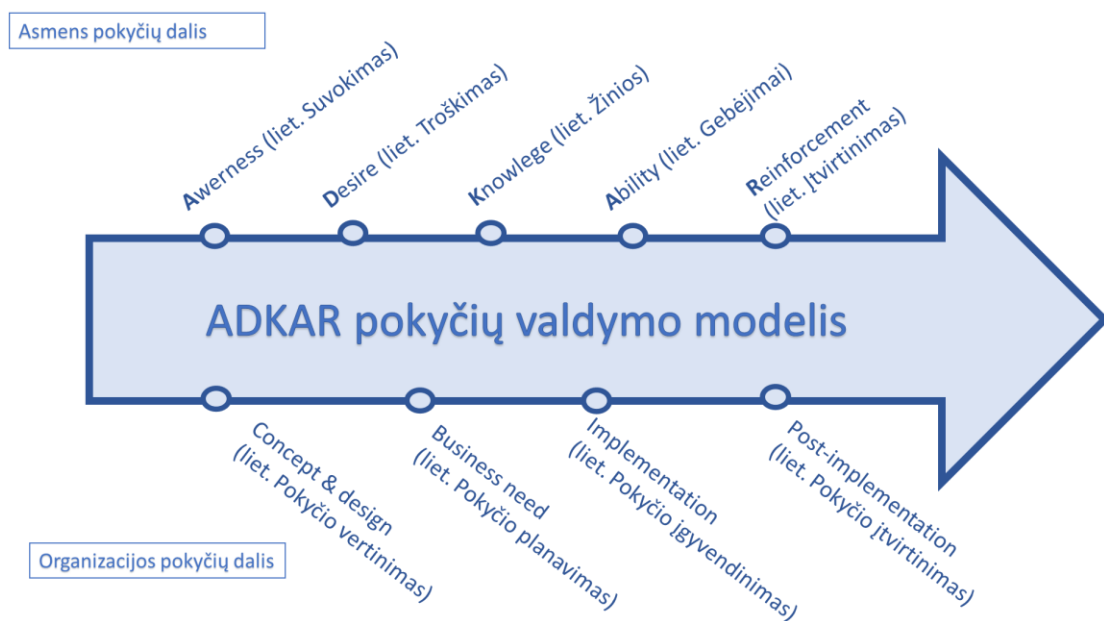 Asmens pokyčių dalis
Awerness (liet. Suvokimas)
Desire (liet. Troškimas)
Knowlege (liet. Žinios)
Ability (liet. Gebėjimai)
Reinforcement
(liet. Įtvirtinimas)
ADKAR pokyčių valdymo modelis
Concept & design
(liet. Pokyčio vertinimas)
Business need
(liet. Pokyčio planavimas)
Implementation
(liet. Pokyčio įgyvendinimas)
Post-implementation
(liet. Pokyčio įtvirtinimas)
Organizacijos pokyčių dalis